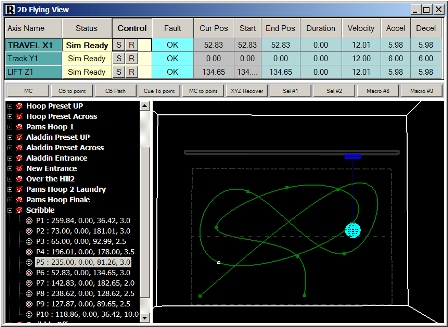 2D Flying View
Axis Name Status Control Fault Cur Pos Start End Pos Duration Velocity Accel Decel
TRAVEL X1 Sim Ready S R OK 52.83 52.83 52.83 0.00 12.01 5.98 5.98
Track Y1 Sim Ready S R OK 0.00 0.00 0.00 0.00 6.00 2.00 2.00
LIFT Z1 Sim Ready S R OK 134.65 134.... 134.65 0.00 12.00 5.98 5.98
MC Cb to point Cb Path Cue To point MC to point XYZ Recover Sel #1 Sel #2 Macro #8 Macro #9
Hoop Preset UP
Hoop Preset Across
Pams Hoop 1
Aladdin Preset UP
Aladdin Preset Across
Aladdin Entrance
New Entrance
Over the Hill2
Pams Hoop 2 Laundry
Pams Hoop Finale
Scribble
P1 : 259.84, 0.00, 36.42, 3.0
P2 : 73.00, 0.00, 181.01, 3.0
P3 : 65.00, 0.00, 92.99, 2.5
P4 : 196.01, 0.00, 178.00, 3.5
P5 : 235.00, 0.00, 81.26, 3.0
P6 : 52.83, 0.00, 134.65, 3.0
P7 : 142.83, 0.00, 182.65, 2.0
P8 : 238.62, 0.00, 128.62, 2.5
P9 : 127.87, 0.00, 89.65, 2.5
P10 : 118.86, 0.00, 36.42, 10.0